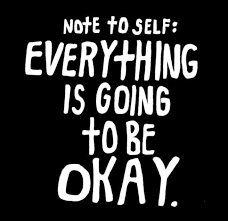 NOTE TO SELF:
EVERYTHING
IS GOING
TO BE
OKAY.